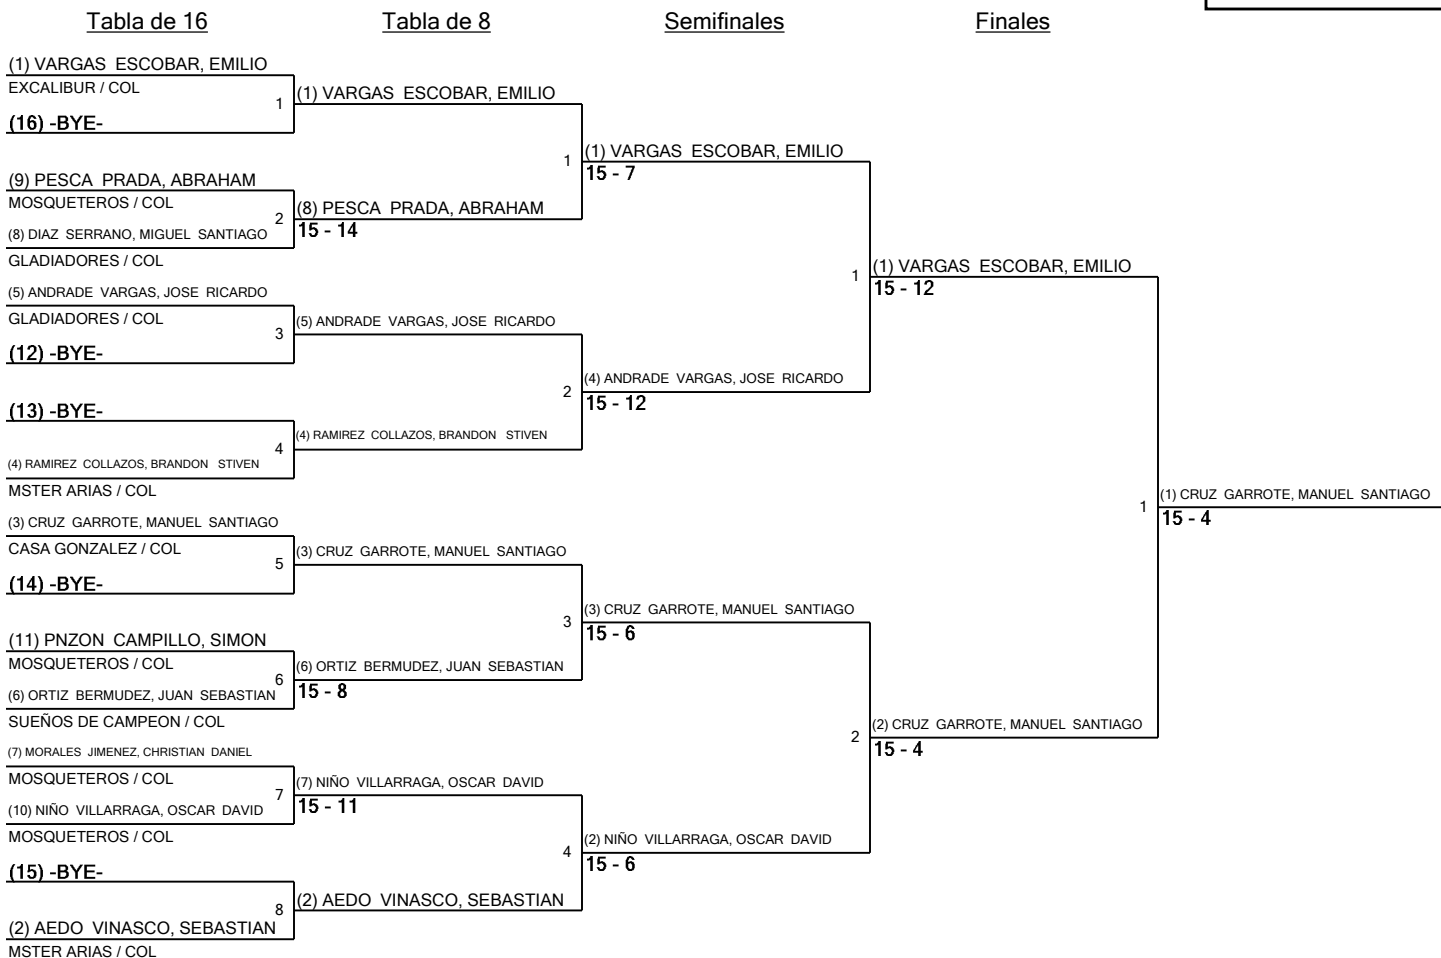 Tabla de 16
Tabla de 8
Semifinales
Finales
(1) VARGAS ESCOBAR, EMILIO
EXCALIBUR / COL
1
(16) -BYE-
(9) PESCA PRADA, ABRAHAM
MOSQUETEROS / COL
2
(8) DIAZ SERRANO, MIGUEL SANTIAGO
GLADIADORES / COL
(5) ANDRADE VARGAS, JOSE RICARDO
GLADIADORES / COL
3
(12) -BYE-
(13) -BYE-
4
(4) RAMIREZ COLLAZOS, BRANDON STIVEN
MSTER ARIAS / COL
(3) CRUZ GARROTE, MANUEL SANTIAGO
CASA GONZALEZ / COL
5
(14) -BYE-
(11) PNZON CAMPILLO, SIMON
MOSQUETEROS / COL
6
(6) ORTIZ BERMUDEZ, JUAN SEBASTIAN
SUEÑOS DE CAMPEON / COL
(7) MORALES JIMENEZ, CHRISTIAN DANIEL
MOSQUETEROS / COL
7
(10) NIÑO VILLARRAGA, OSCAR DAVID
MOSQUETEROS / COL
(15) -BYE-
8
(2) AEDO VINASCO, SEBASTIAN
MSTER ARIAS / COL
(1) VARGAS ESCOBAR, EMILIO
1
(8) PESCA PRADA, ABRAHAM
15 - 14
(5) ANDRADE VARGAS, JOSE RICARDO
2
(4) RAMIREZ COLLAZOS, BRANDON STIVEN
(3) CRUZ GARROTE, MANUEL SANTIAGO
3
(6) ORTIZ BERMUDEZ, JUAN SEBASTIAN
15 - 8
(7) NIÑO VILLARRAGA, OSCAR DAVID
15 - 11
4
(2) AEDO VINASCO, SEBASTIAN
(1) VARGAS ESCOBAR, EMILIO
15 - 7
1
(4) ANDRADE VARGAS, JOSE RICARDO
15 - 12
(3) CRUZ GARROTE, MANUEL SANTIAGO
15 - 6
2
(2) NIÑO VILLARRAGA, OSCAR DAVID
15 - 6
(1) VARGAS ESCOBAR, EMILIO
15 - 12
1
(2) CRUZ GARROTE, MANUEL SANTIAGO
15 - 4
(1) CRUZ GARROTE, MANUEL SANTIAGO
15 - 4